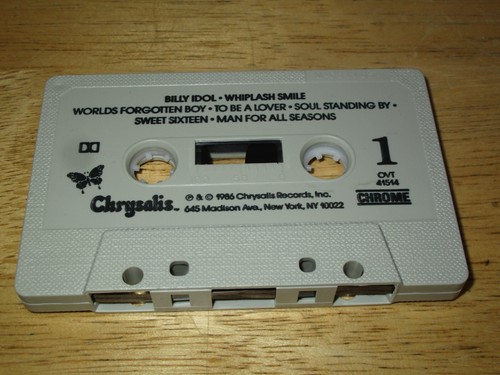 BILLY IDOL • WHIPLASH SMILE
WORLDS FORGOTTEN BOY • TO BE A LOVER • SOUL STANDING BY •
SWEET SIXTEEN • MAN FOR ALL SEASONS
1
OVT
41514
Chrysalis™
℗ & © 1986 Chrysalis Records, Inc.
645 Madison Ave., New York, NY 10022
CHROME